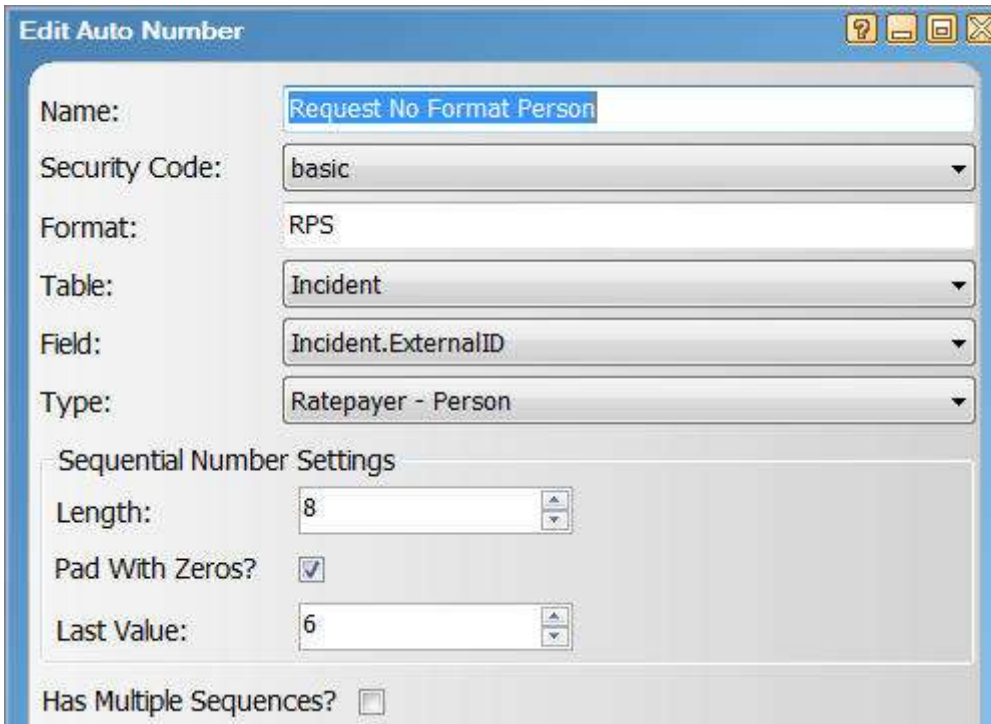 Edit Auto Number
Name: Request No Format Person
Security Code: basic
Format: RPS
Table: Incident
Field: Incident.ExternalID
Type: Ratepayer - Person
Sequential Number Settings
Length: 8
Pad With Zeros?
Last Value: 6
Has Multiple Sequences?